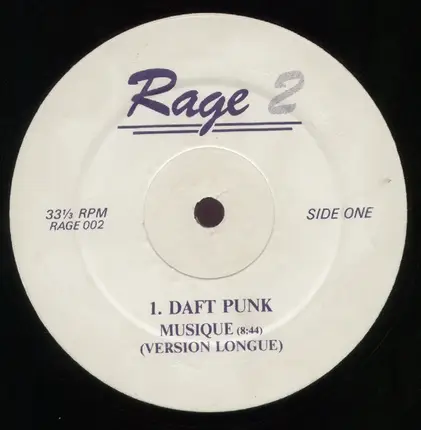 Rage 2
33⅓ RPM
RAGE 002
SIDE ONE
1. DAFT PUNK
MUSIQUE (8:44)
(VERSION LONGUE)